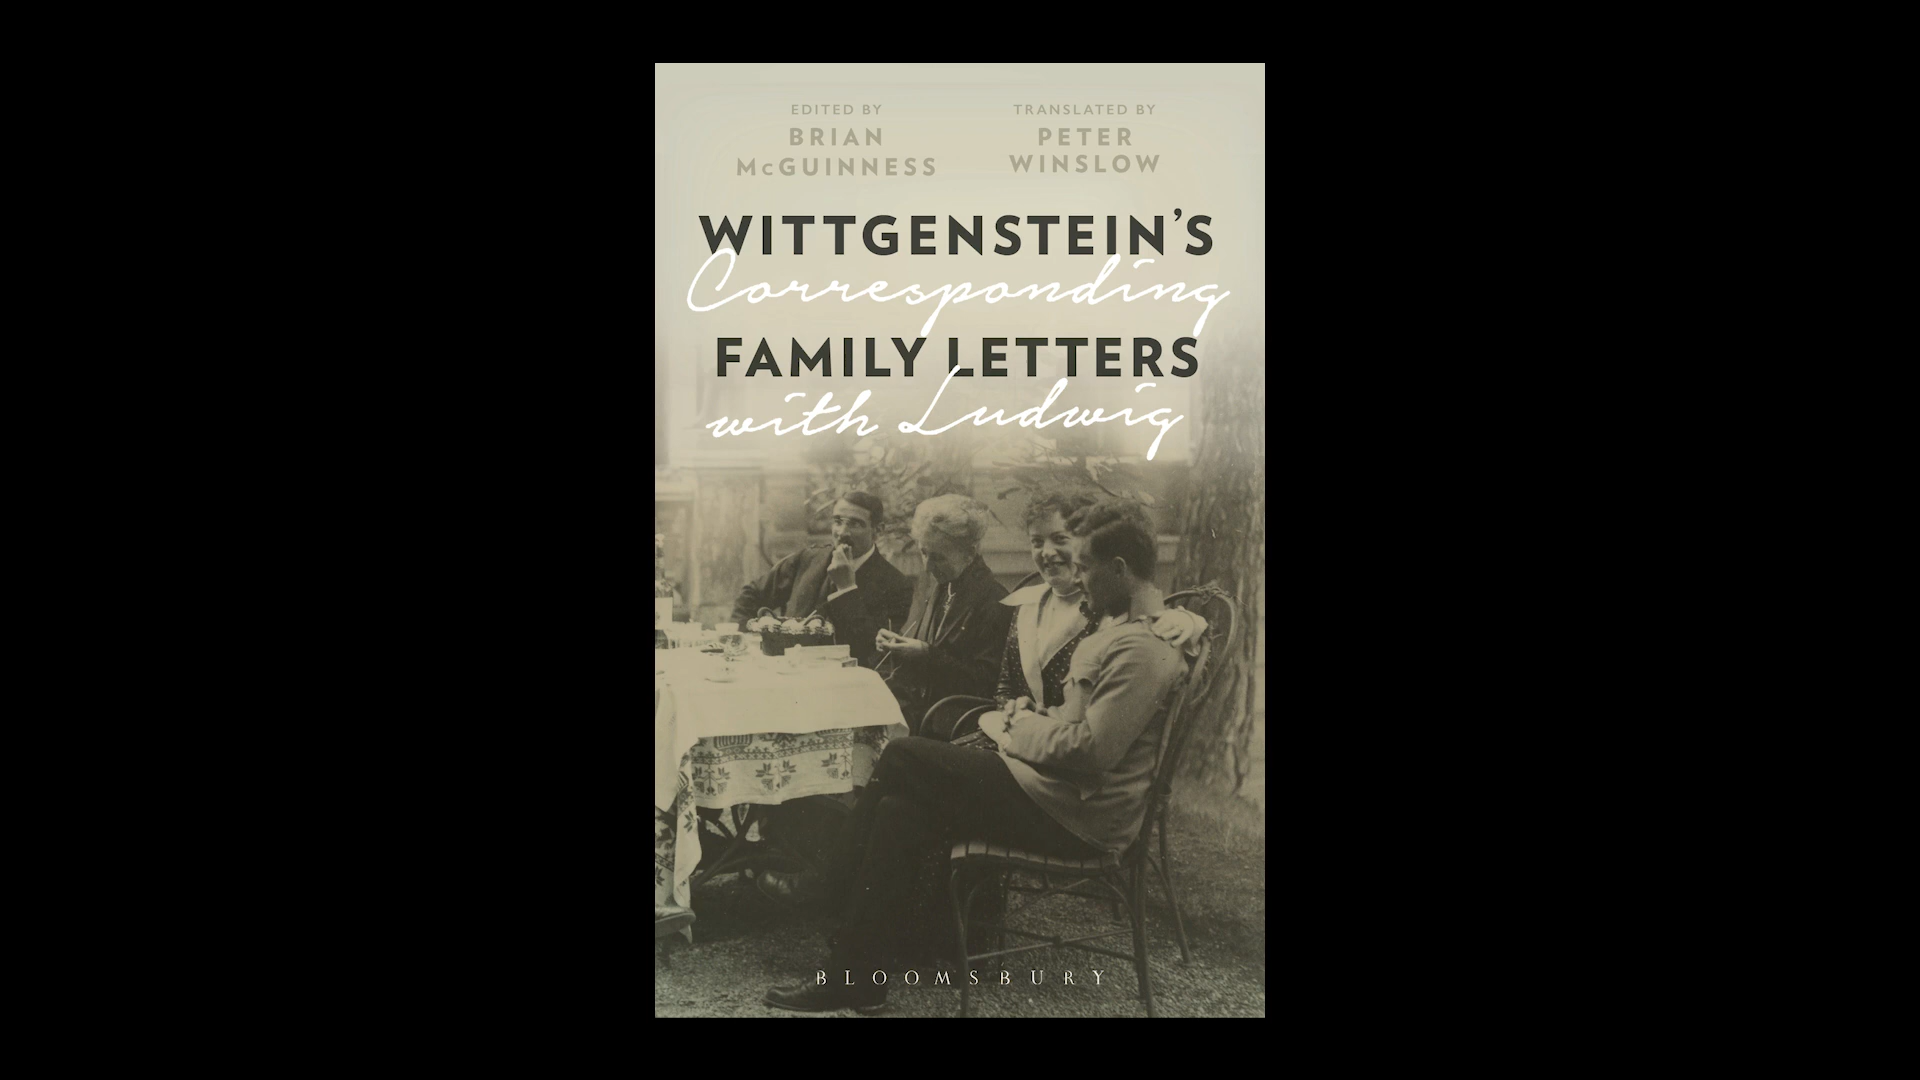 EDITED BY
BRIAN
McGUINNESS
TRANSLATED BY
PETER
WINSLOW
WITTGENSTEIN'S
Corresponding
FAMILY LETTERS
with Ludwig
BLOOMSBURY